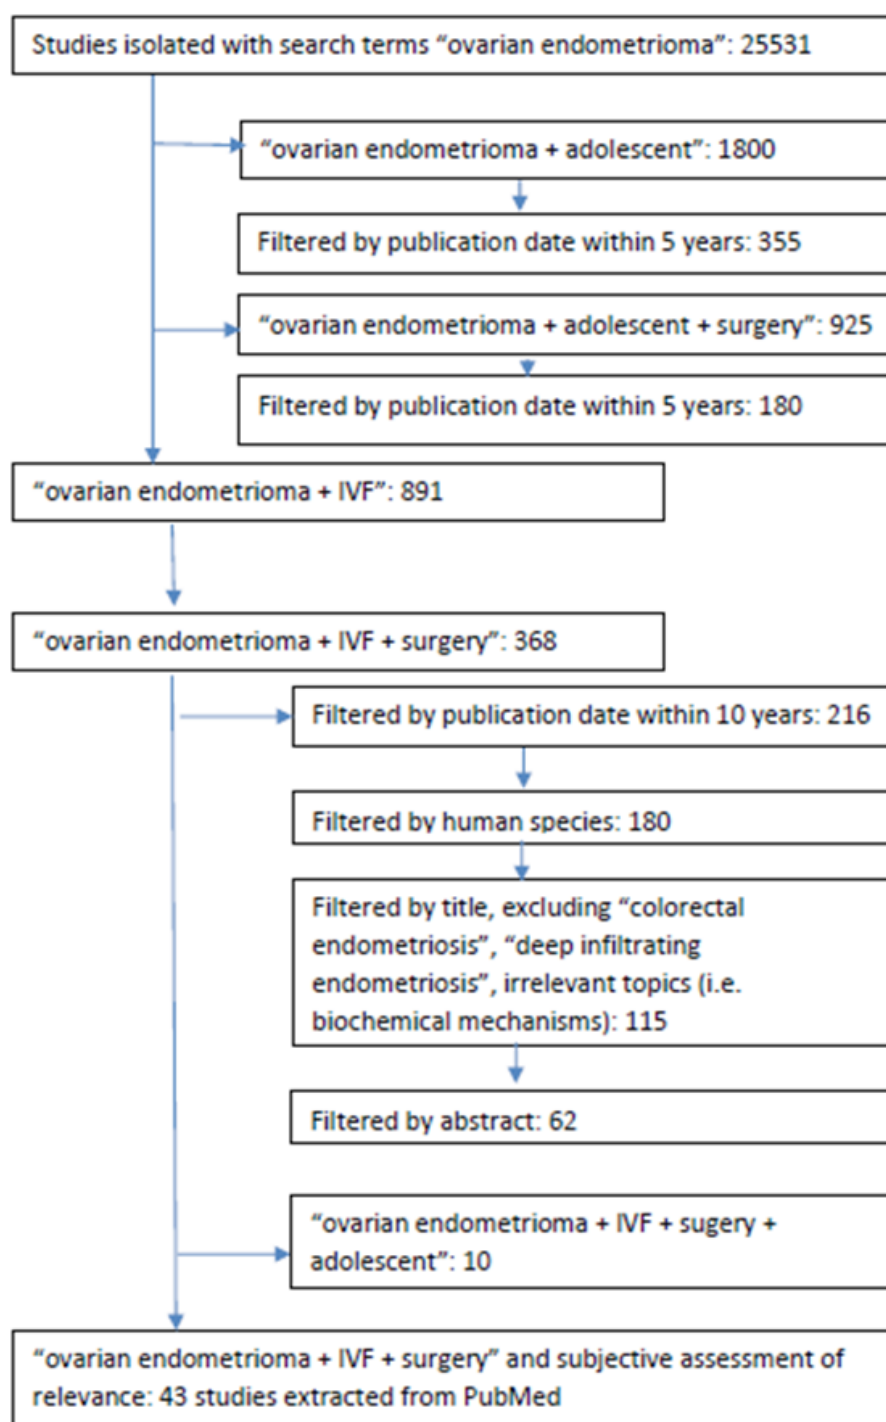 Studies isolated with search terms “ovarian endometrioma”: 25531
“ovarian endometrioma + adolescent”: 1800
Filtered by publication date within 5 years: 355
“ovarian endometrioma + adolescent + surgery”: 925
Filtered by publication date within 5 years: 180
“ovarian endometrioma + IVF”: 891
“ovarian endometrioma + IVF + surgery”: 368
Filtered by publication date within 10 years: 216
Filtered by human species: 180
Filtered by title, excluding “colorectal
endometriosis”, “deep infiltrating
endometriosis”, irrelevant topics (i.e.
biochemical mechanisms): 115
Filtered by abstract: 62
“ovarian endometrioma + IVF + sugery +
adolescent”: 10
“ovarian endometrioma + IVF + surgery” and subjective assessment of
relevance: 43 studies extracted from PubMed